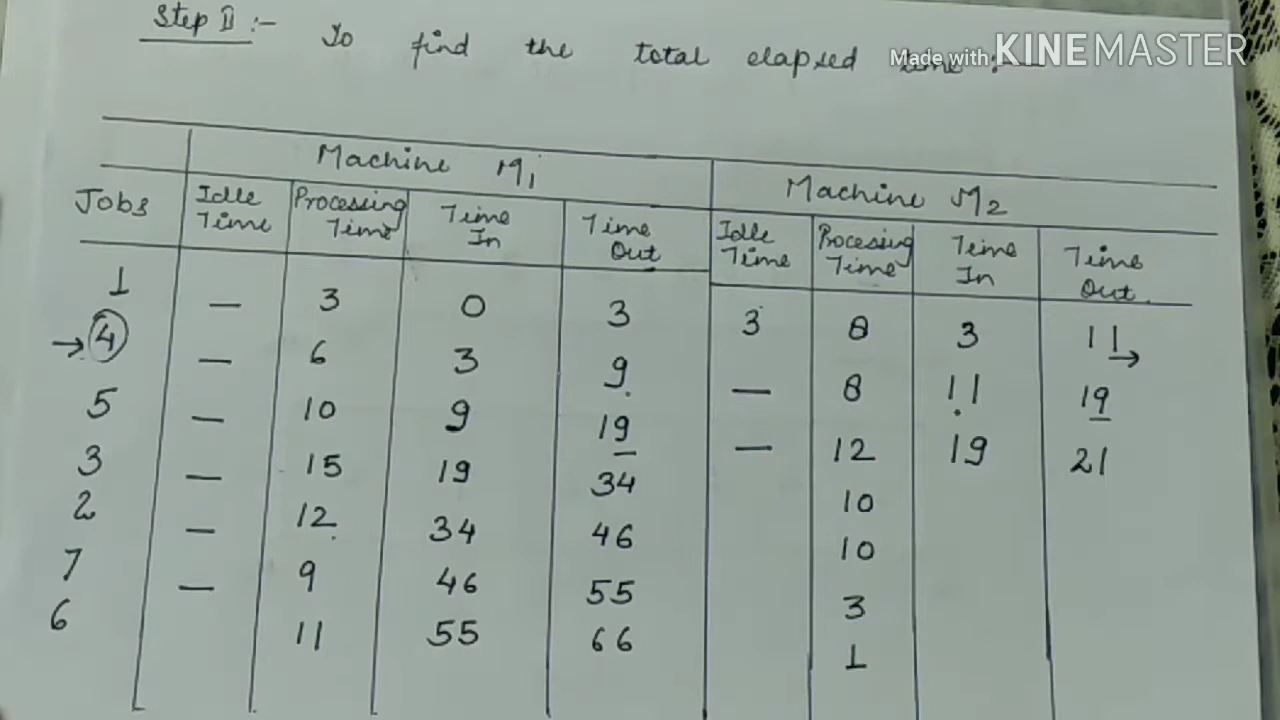 Step II :- To find the total elapsed time :-
Made with KINEMASTER
Machine M1 Machine M2
Jobs Idle Time Processing Time Time In Time Out Idle Time Processing Time Time In Time Out
1 — 3 0 3 3 8 3 11 →
→ 4 — 6 3 9 — 8 11 19
5 — 10 9 19 — 12 19 21
3 — 15 19 34 10
2 — 12 34 46 10
7 — 9 46 55 3
6 11 55 66 1